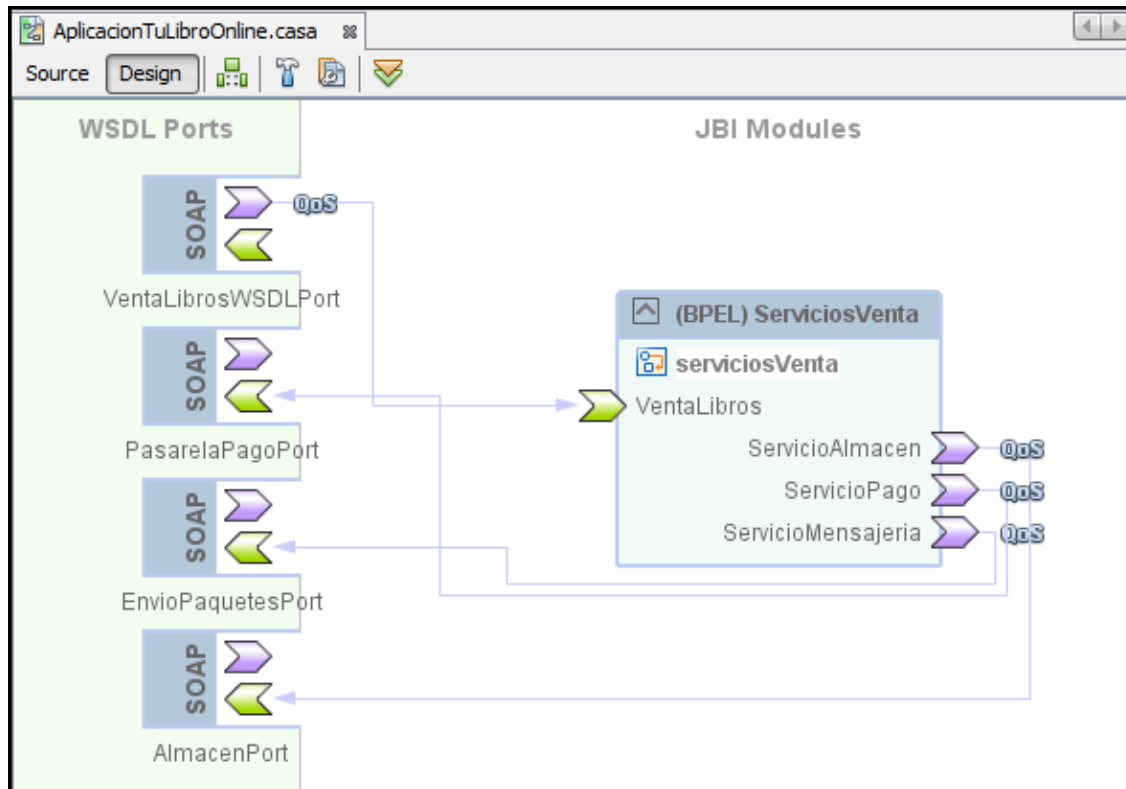 AplicacionTuLibroOnline.casa
Source Design
WSDL Ports
JBI Modules
SOAP
QoS
VentaLibrosWSDLPort
SOAP
PasarelaPagoPort
SOAP
EnvioPaquetesPort
SOAP
AlmacenPort
(BPEL) ServiciosVenta
serviciosVenta
VentaLibros
ServicioAlmacen QoS
ServicioPago QoS
ServicioMensajeria QoS